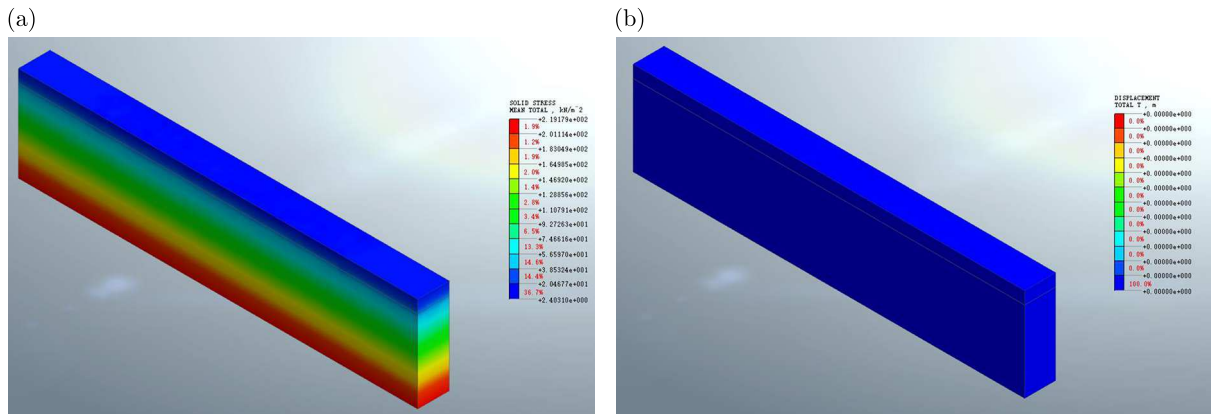 (a)
(b)
SOLID STRESS
MEAN TOTAL , kN/m^2
+2.19179e+002
1.9%
+2.01114e+002
1.2%
+1.83049e+002
1.9%
+1.64985e+002
2.0%
+1.46920e+002
1.4%
+1.28856e+002
2.8%
+1.10791e+002
3.4%
+9.27263e+001
6.5%
+7.46616e+001
13.3%
+5.65970e+001
14.6%
+3.85324e+001
14.4%
+2.04677e+001
36.7%
+2.40310e+000
DISPLACEMENT
TOTAL T , m
+0.00000e+000
0.0%
+0.00000e+000
0.0%
+0.00000e+000
0.0%
+0.00000e+000
0.0%
+0.00000e+000
0.0%
+0.00000e+000
0.0%
+0.00000e+000
0.0%
+0.00000e+000
0.0%
+0.00000e+000
0.0%
+0.00000e+000
0.0%
+0.00000e+000
0.0%
+0.00000e+000
100.0%
+0.00000e+000